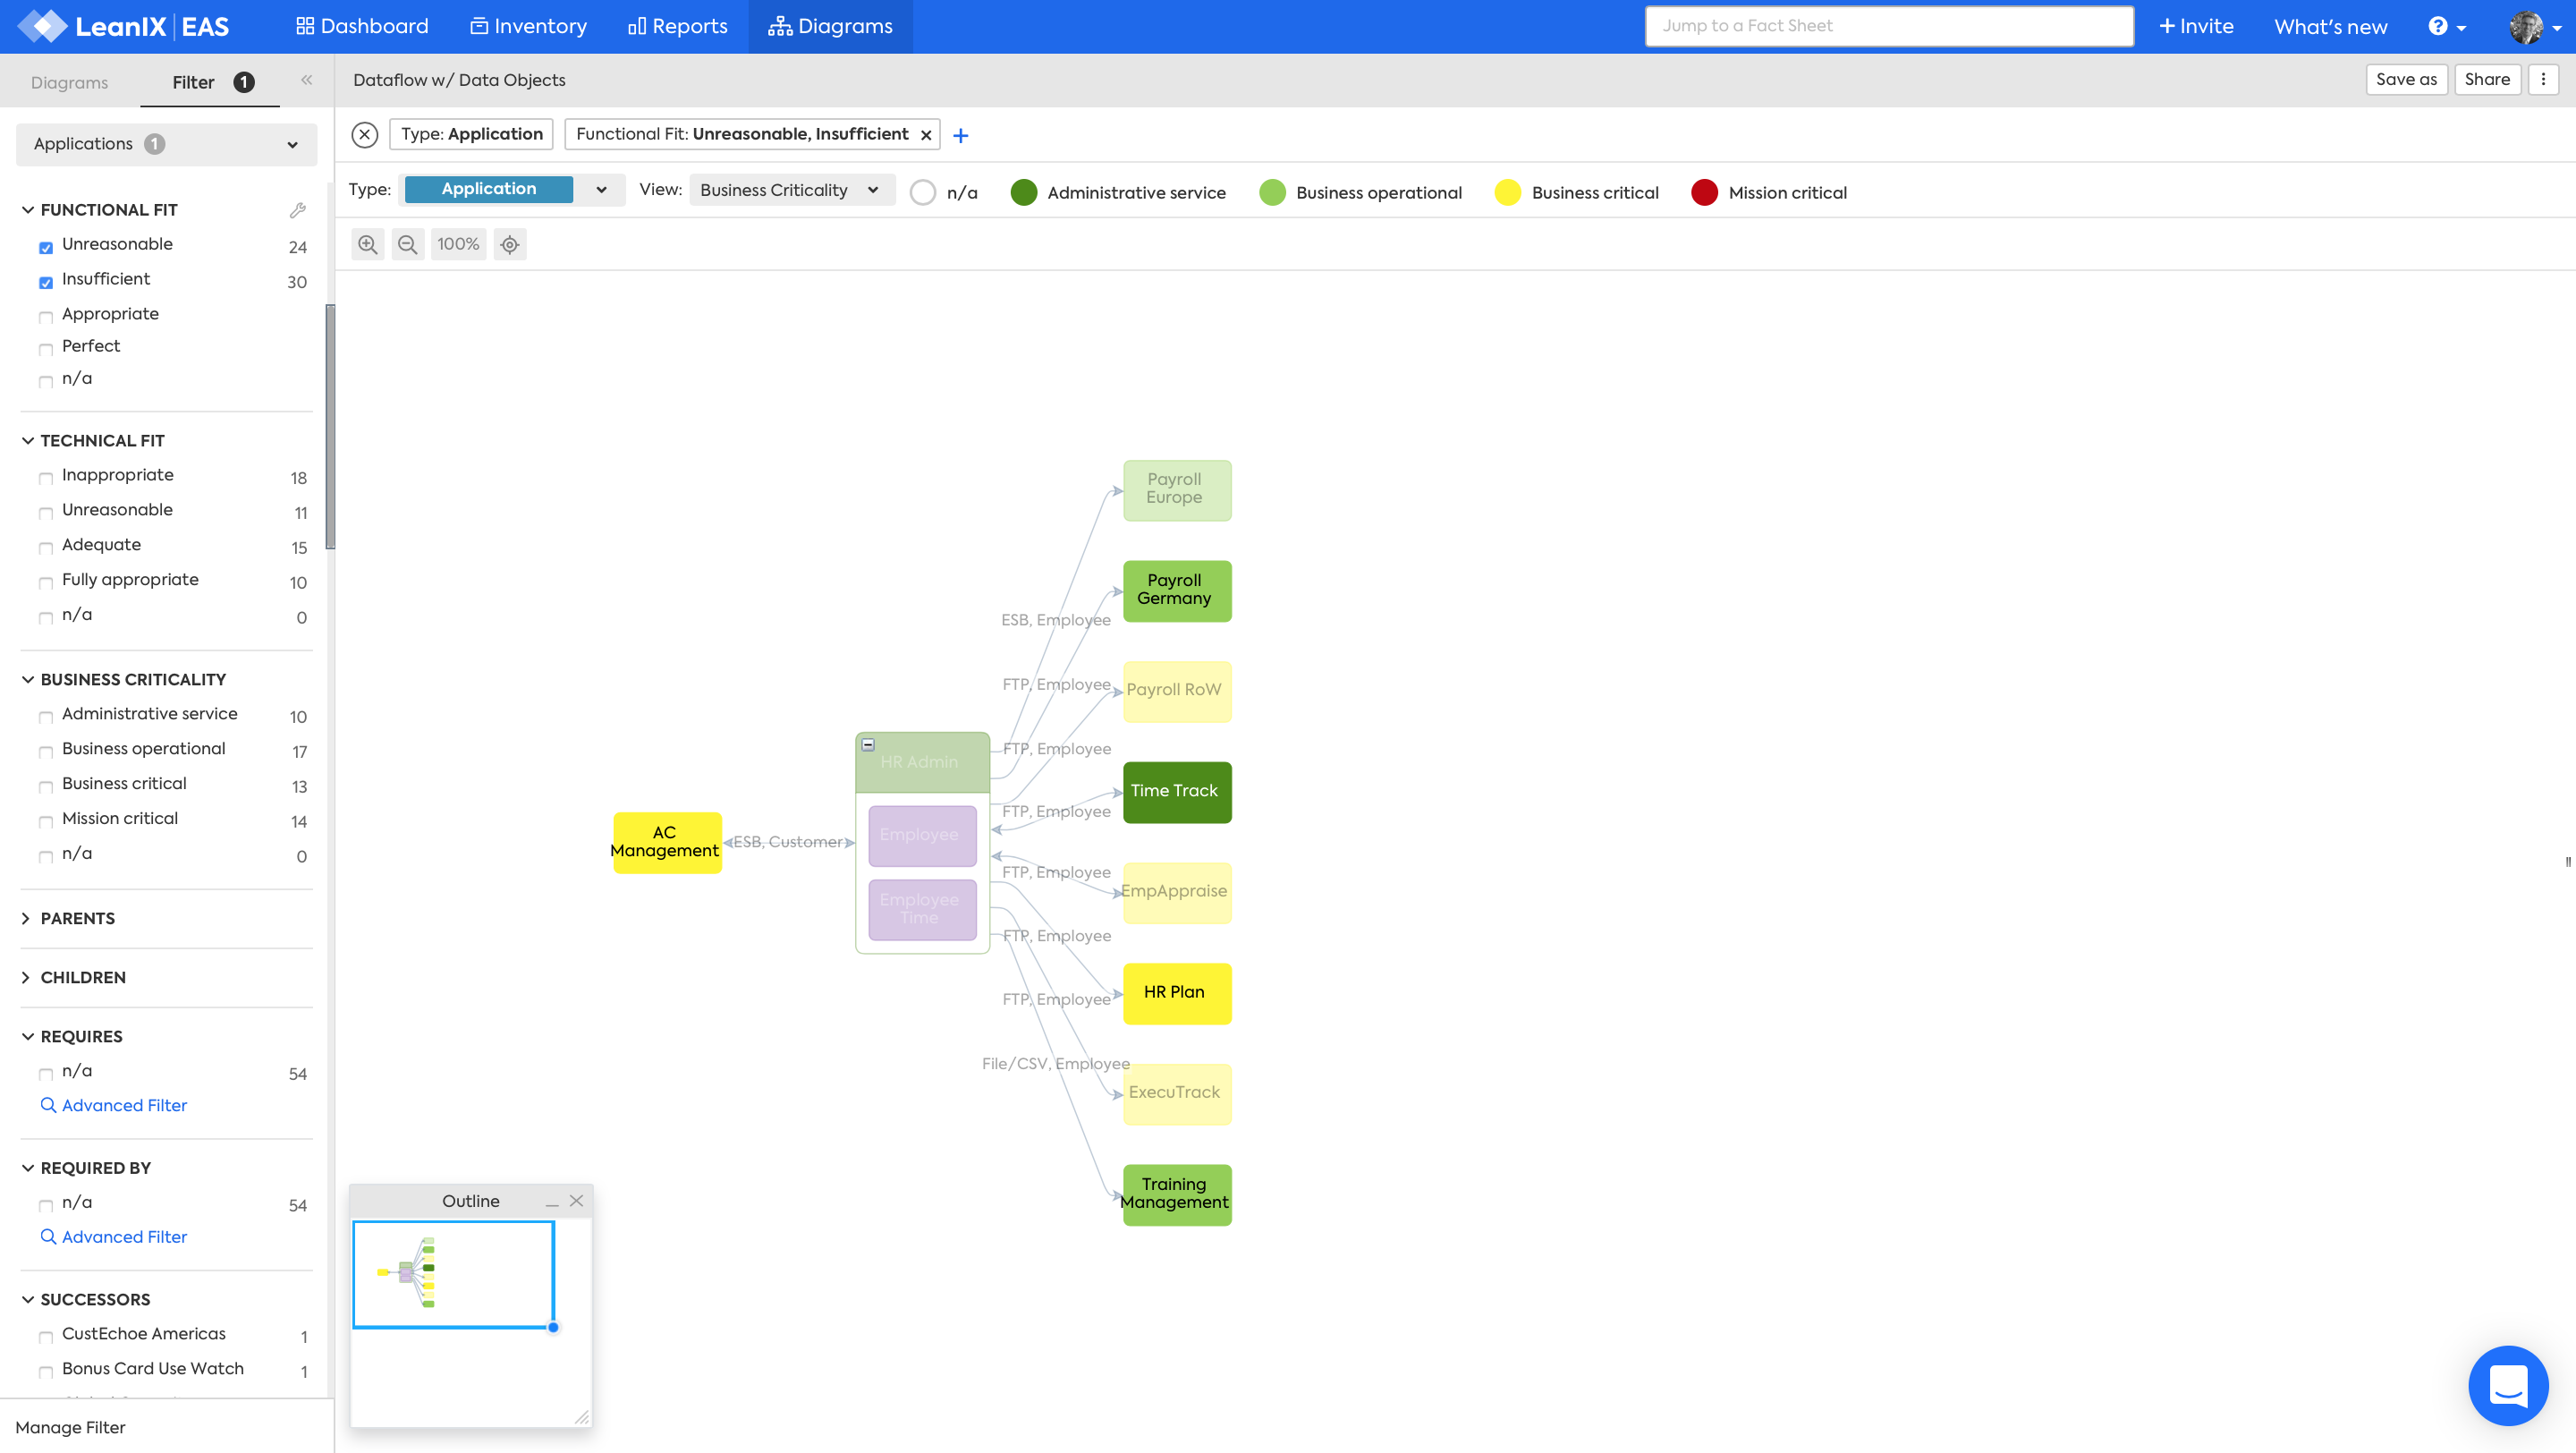 LeanIX | EAS
Dashboard
Inventory
Reports
Diagrams
Jump to a Fact Sheet
+ Invite
What's new
Diagrams
Filter 1
Dataflow w/ Data Objects
Save as
Share
Applications 1
Type: Application
Functional Fit: Unreasonable, Insufficient
Type: Application
View: Business Criticality
n/a
Administrative service
Business operational
Business critical
Mission critical
100%
FUNCTIONAL FIT
Unreasonable 24
Insufficient 30
Appropriate
Perfect
n/a
TECHNICAL FIT
Inappropriate 18
Unreasonable 11
Adequate 15
Fully appropriate 10
n/a 0
BUSINESS CRITICALITY
Administrative service 10
Business operational 17
Business critical 13
Mission critical 14
n/a 0
PARENTS
CHILDREN
REQUIRES
n/a 54
Advanced Filter
REQUIRED BY
n/a 54
Advanced Filter
SUCCESSORS
CustEchoe Americas 1
Bonus Card Use Watch 1
Manage Filter
Payroll
Europe
Payroll
Germany
ESB, Employee
FTP, Employee
Payroll RoW
FTP, Employee
HR Admin
Time Track
FTP, Employee
Employee
AC
Management
ESB, Customer
FTP, Employee
EmpAppraise
Employee
Time
FTP, Employee
HR Plan
FTP, Employee
File/CSV, Employee
ExecuTrack
Training
Management
Outline